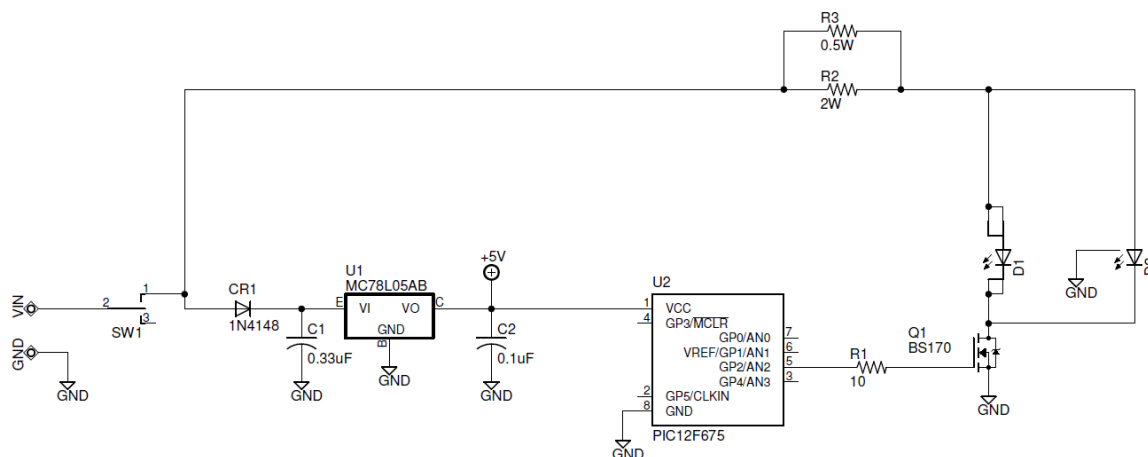 R3
0.5W
R2
2W
+5V
U1
MC78L05AB
U2
CR1
1N4148
VIN
2
1
3
SW1
E
VI
VO
C
GND
B
C1
0.33uF
C2
0.1uF
1
VCC
4
GP3/MCLR
GP0/AN0
7
VREF/GP1/AN1
6
GP2/AN2
5
GP4/AN3
3
2
GP5/CLKIN
8
GND
PIC12F675
R1
10
Q1
BS170
D1
GND
GND
GND
GND
GND
GND
GND
GND